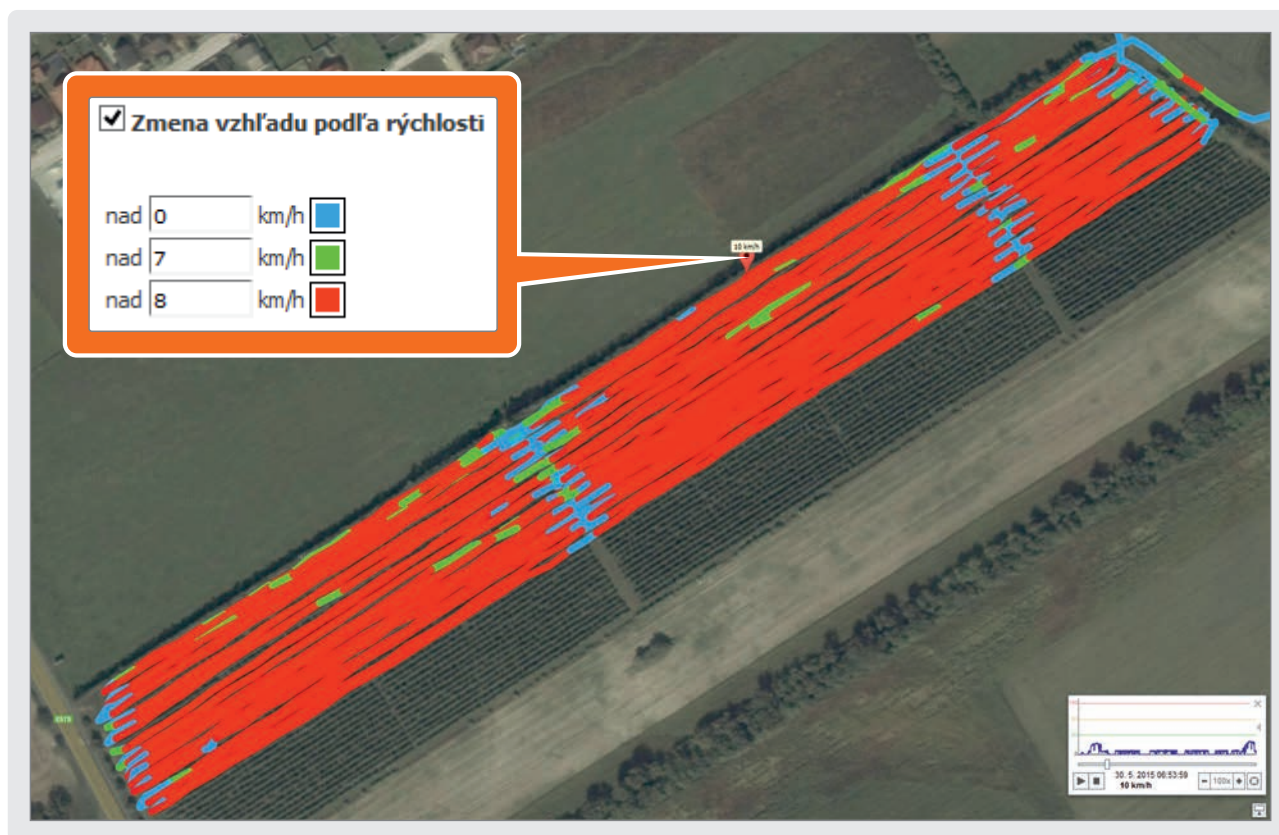 Zmena vzhľadu podľa rýchlosti
nad 0 km/h
nad 7 km/h
nad 8 km/h
10 km/h
30. 5. 2015 06:53:59
10 km/h
100x